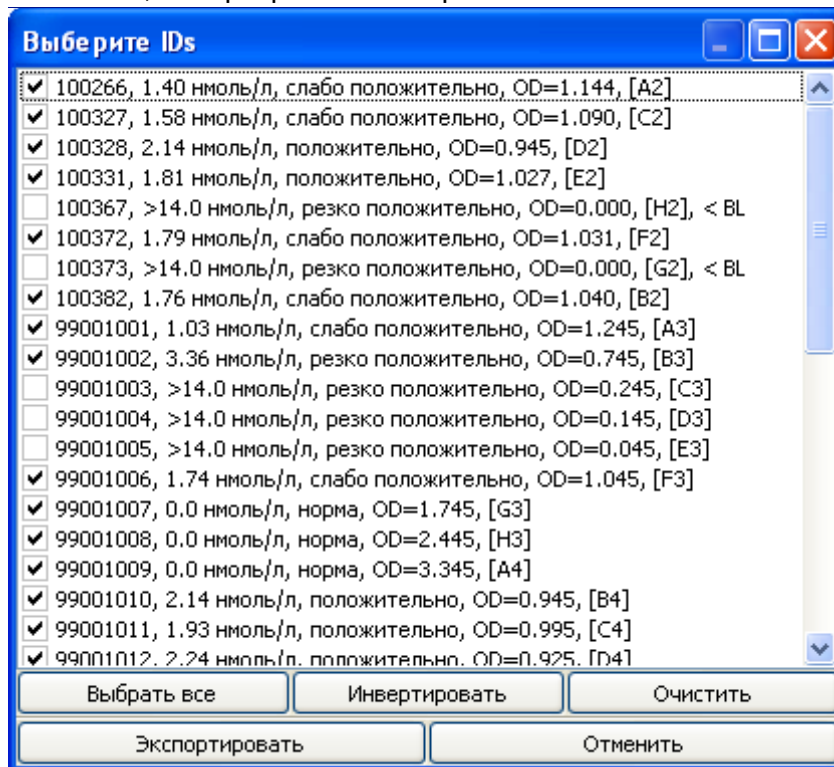 Выберите IDs
100266, 1.40 нмоль/л, слабо положительно, OD=1.144, [A2]
100327, 1.58 нмоль/л, слабо положительно, OD=1.090, [C2]
100328, 2.14 нмоль/л, положительно, OD=0.945, [D2]
100331, 1.81 нмоль/л, положительно, OD=1.027, [E2]
100367, >14.0 нмоль/л, резко положительно, OD=0.000, [H2], < BL
100372, 1.79 нмоль/л, слабо положительно, OD=1.031, [F2]
100373, >14.0 нмоль/л, резко положительно, OD=0.000, [G2], < BL
100382, 1.76 нмоль/л, слабо положительно, OD=1.040, [B2]
99001001, 1.03 нмоль/л, слабо положительно, OD=1.245, [A3]
99001002, 3.36 нмоль/л, резко положительно, OD=0.745, [B3]
99001003, >14.0 нмоль/л, резко положительно, OD=0.245, [C3]
99001004, >14.0 нмоль/л, резко положительно, OD=0.145, [D3]
99001005, >14.0 нмоль/л, резко положительно, OD=0.045, [E3]
99001006, 1.74 нмоль/л, слабо положительно, OD=1.045, [F3]
99001007, 0.0 нмоль/л, норма, OD=1.745, [G3]
99001008, 0.0 нмоль/л, норма, OD=2.445, [H3]
99001009, 0.0 нмоль/л, норма, OD=3.345, [A4]
99001010, 2.14 нмоль/л, положительно, OD=0.945, [B4]
99001011, 1.93 нмоль/л, положительно, OD=0.995, [C4]
99001012, 2.24 нмоль/л, положительно, OD=0.925, [D4]
Выбрать все Инвертировать Очистить
Экспортировать Отменить